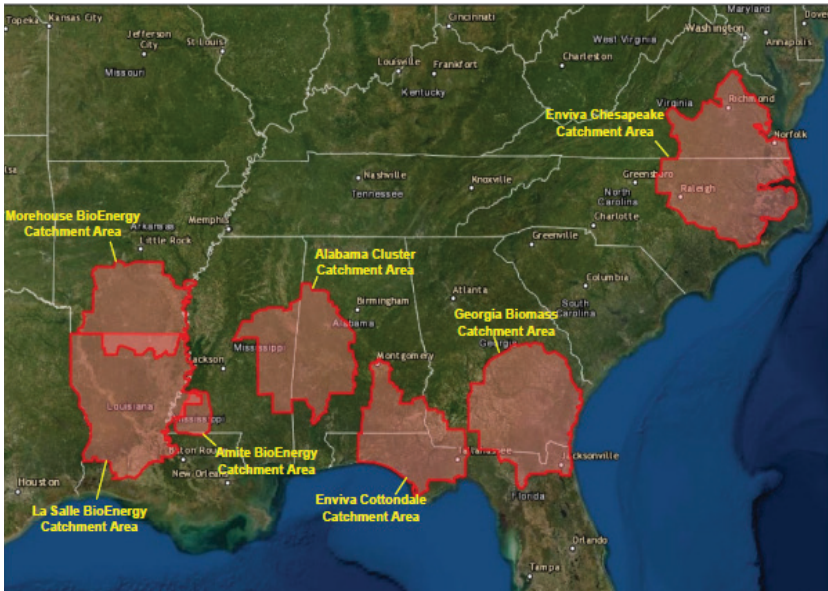 Topeka
Kansas City
Jefferson
City
St. Louis
Missouri
Cincinnati
Louisville
Frankfort
Kentucky
West Virginia
Charleston
Maryland
Washington
Annapolis
Virginia
Richmond
Norfolk
Enviva Chesapeake
Catchment Area
Greensboro
Raleigh
North
Carolina
Charlotte
Nashville
Tennessee
Knoxville
Memphis
Morehouse BioEnergy
Catchment Area
Arkansas
Little Rock
Alabama Cluster
Catchment Area
Birmingham
Alabama
Atlanta
Greenville
Columbia
South
Carolina
Georgia Biomass
Catchment Area
Georgia
Mississippi
Jackson
Montgomery
Louisiana
Mississippi
Amite BioEnergy
Catchment Area
Baton Rou
New Orlean
Houston
La Salle BioEnergy
Catchment Area
Enviva Cottondale
Catchment Area
Tallahassee
Jacksonville
Florida
Orlando
Tampa